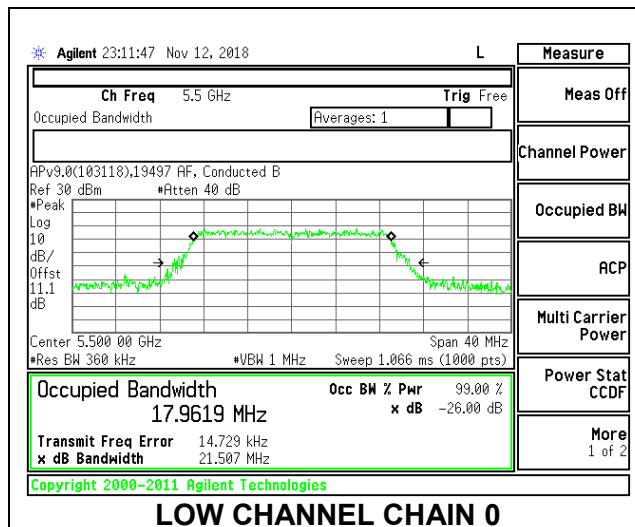 Agilent 23:11:47 Nov 12, 2018 L
Measure
Ch Freq 5.5 GHz Trig Free
Occupied Bandwidth Averages: 1
Meas Off
Channel Power
Occupied BW
ACP
Multi Carrier
Power
Power Stat
CCDF
More
1 of 2
APv9.0(103118),19497 AF, Conducted B
Ref 30 dBm #Atten 40 dB
#Peak
Log
10
dB/
Offst
11.1
dB
Center 5.500 00 GHz Span 40 MHz
#Res BW 360 kHz #VBW 1 MHz Sweep 1.066 ms (1000 pts)
Occupied Bandwidth Occ BW % Pwr 99.00 %
17.9619 MHz x dB -26.00 dB
Transmit Freq Error 14.729 kHz
x dB Bandwidth 21.507 MHz
Copyright 2000-2011 Agilent Technologies
LOW CHANNEL CHAIN 0